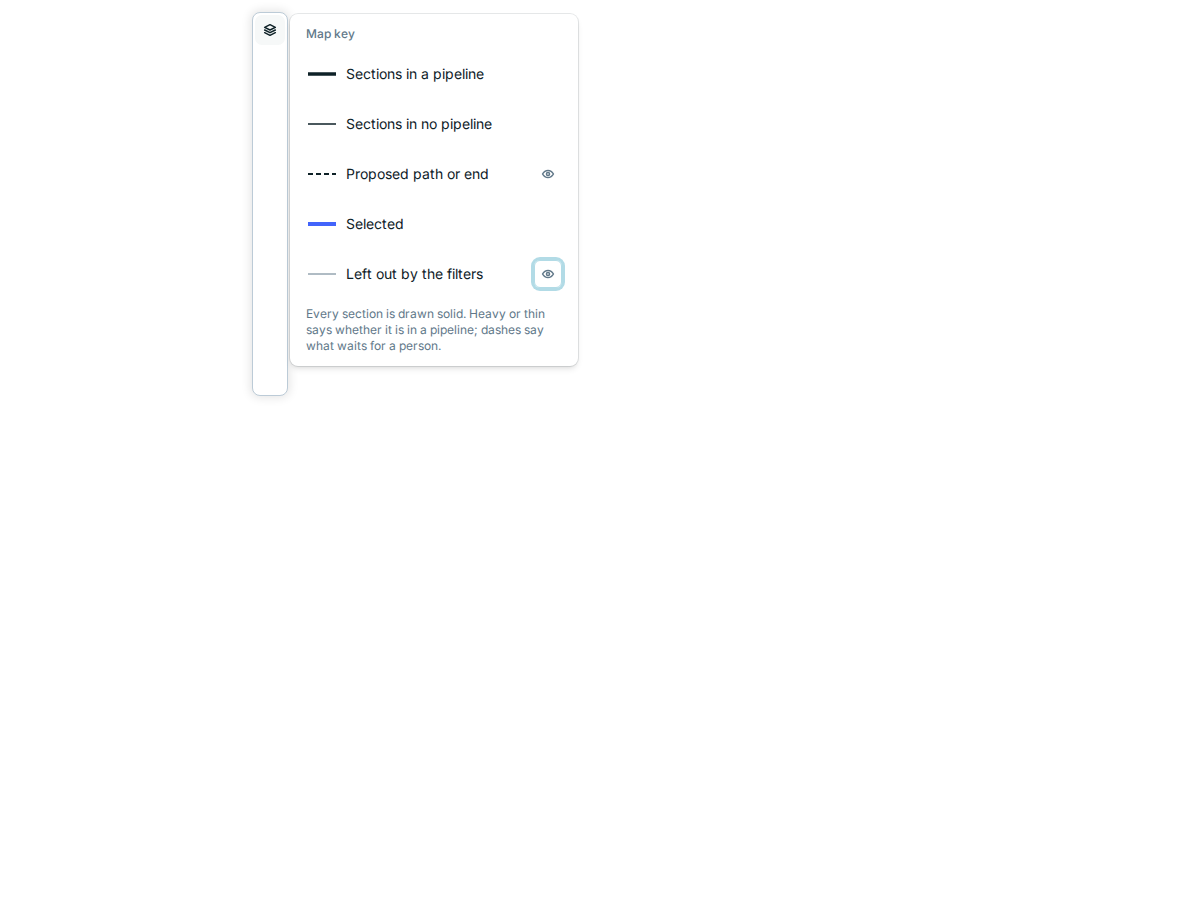 Map key
Sections in a pipeline
Sections in no pipeline
Proposed path or end
Selected
Left out by the filters
Every section is drawn solid. Heavy or thin
says whether it is in a pipeline; dashes say
what waits for a person.